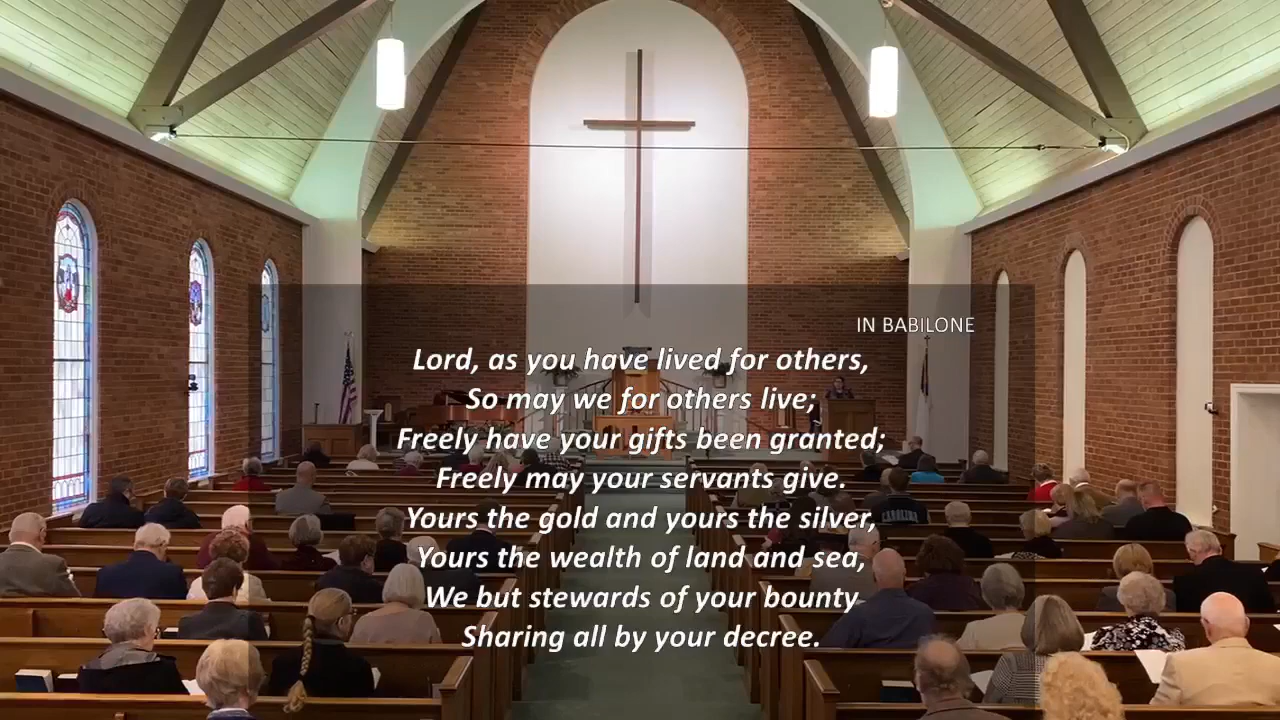 IN BABILONE
Lord, as you have lived for others,
So may we for others live;
Freely have your gifts been granted;
Freely may your servants give.
Yours the gold and yours the silver,
Yours the wealth of land and sea,
We but stewards of your bounty
Sharing all by your decree.
CAROLINA